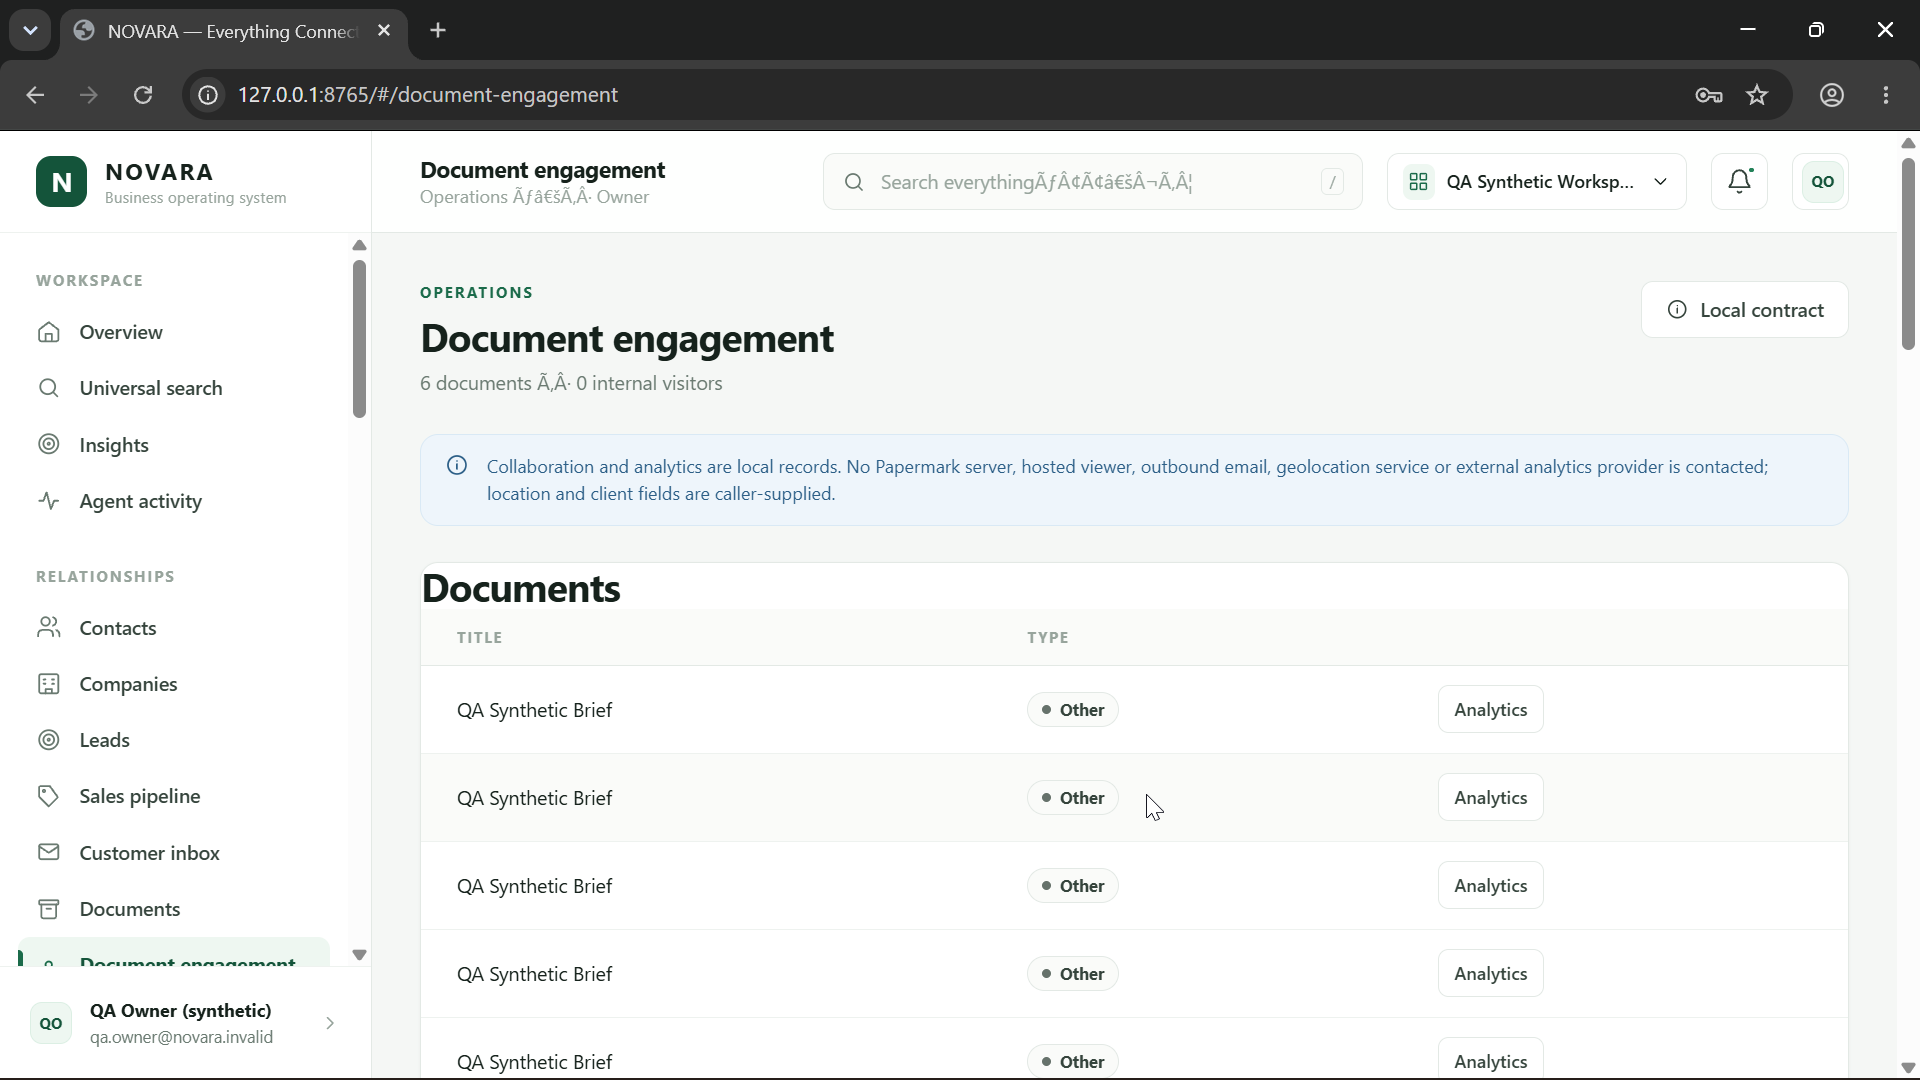 NOVARA — Everything Connec
127.0.0.1:8765/#/document-engagement
N
NOVARA
Business operating system
Document engagement
Operations Ãƒâ€šÃ‚Â· Owner
Search everythingÃƒÂ¢Ã¢â€šÂ¬Ã‚Â¦
/
QA Synthetic Worksp...
QO
WORKSPACE
Overview
Universal search
Insights
Agent activity
RELATIONSHIPS
Contacts
Companies
Leads
Sales pipeline
Customer inbox
Documents
Document engagement
QO
QA Owner (synthetic)
qa.owner@novara.invalid
OPERATIONS
Document engagement
6 documents Ã‚Â· 0 internal visitors
Local contract
Collaboration and analytics are local records. No Papermark server, hosted viewer, outbound email, geolocation service or external analytics provider is contacted;
location and client fields are caller-supplied.
Documents
TITLE TYPE
QA Synthetic Brief Other Analytics
QA Synthetic Brief Other Analytics
QA Synthetic Brief Other Analytics
QA Synthetic Brief Other Analytics
QA Synthetic Brief Other Analytics